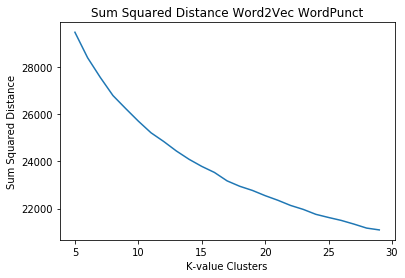 Sum Squared Distance Word2Vec WordPunct
Sum Squared Distance
28000
26000
24000
22000
5 10 15 20 25 30
K-value Clusters